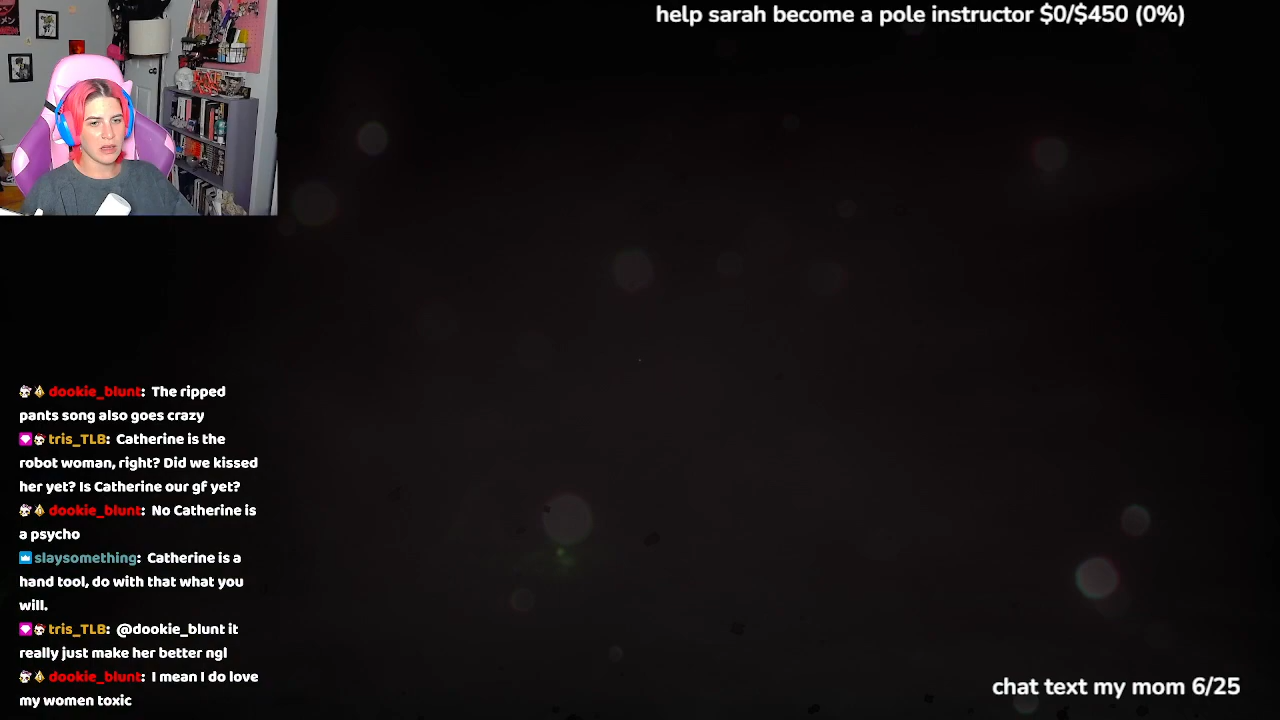 help sarah become a pole instructor $0/$450 (0%)
dookie_blunt: The ripped
pants song also goes crazy
tris_TLB: Catherine is the
robot woman, right? Did we kissed
her yet? Is Catherine our gf yet?
dookie_blunt: No Catherine is
a psycho
slaysomething: Catherine is a
hand tool, do with that what you
will.
tris_TLB: @dookie_blunt it
really just make her better ngl
dookie_blunt: I mean I do love
my women toxic
chat text my mom 6/25